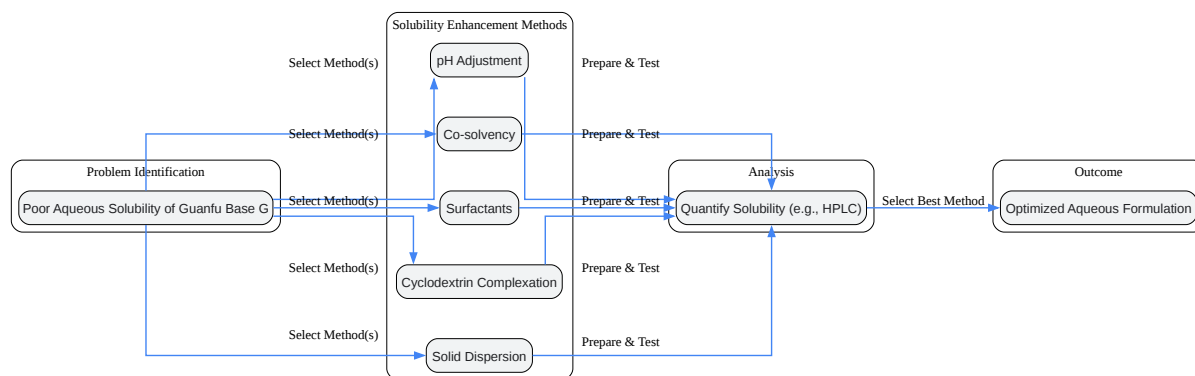 Solubility Enhancement Methods
Select Method(s)
pH Adjustment
Prepare & Test
Select Method(s)
Co-solvency
Prepare & Test
Problem Identification
Analysis
Outcome
Poor Aqueous Solubility of Guanfu Base G
Select Method(s)
Surfactants
Prepare & Test
Quantify Solubility (e.g., HPLC)
Select Best Method
Optimized Aqueous Formulation
Select Method(s)
Cyclodextrin Complexation
Prepare & Test
Select Method(s)
Solid Dispersion
Prepare & Test